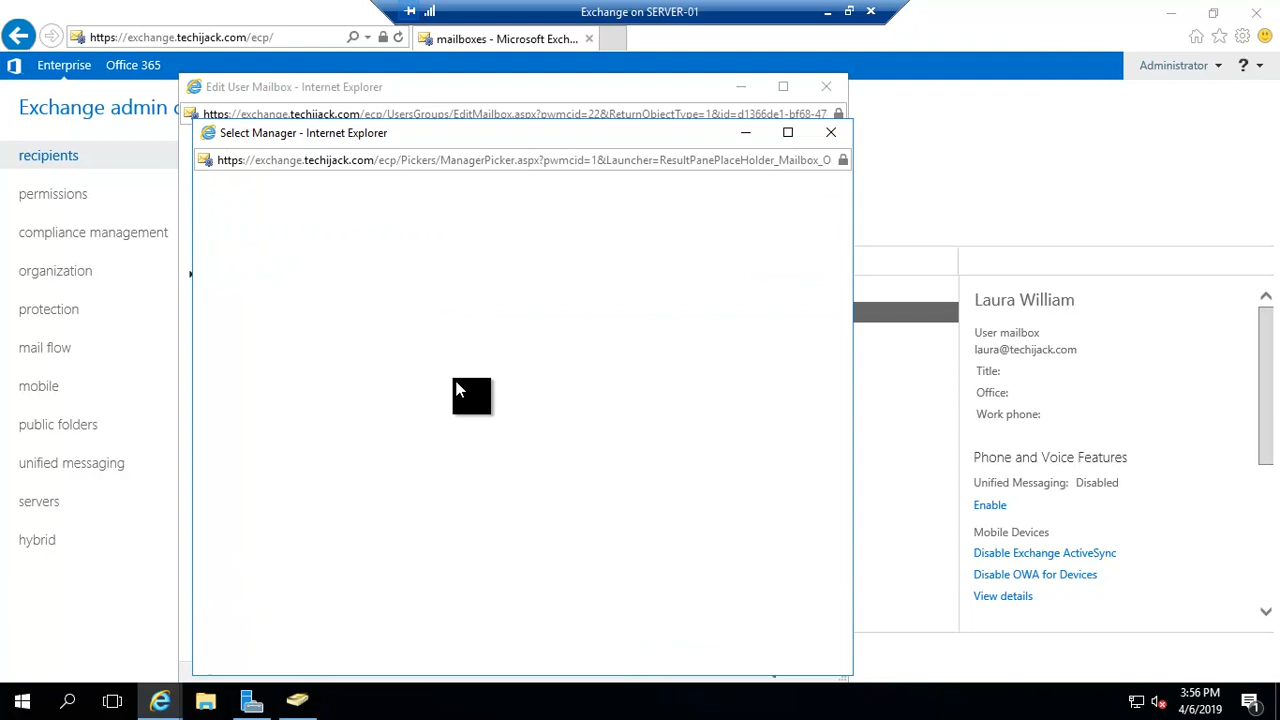 Exchange on SERVER-01
https://exchange.techijack.com/ecp/
mailboxes - Microsoft Exch...
Enterprise
Office 365
Administrator
?
Exchange admin c
Edit User Mailbox - Internet Explorer
https://exchange.techijack.com/ecp/UsersGroups/EditMailbox.aspx?pwmcid=22&ReturnObjectType=1&id=d1366de1-bf68-47
Select Manager - Internet Explorer
https://exchange.techijack.com/ecp/Pickers/ManagerPicker.aspx?pwmcid=1&Launcher=ResultPanePlaceHolder_Mailbox_O
recipients
permissions
compliance management
organization
protection
mail flow
mobile
public folders
unified messaging
servers
hybrid
Laura William
User mailbox
laura@techijack.com
Title:
Office:
Work phone:
Phone and Voice Features
Unified Messaging: Disabled
Enable
Mobile Devices
Disable Exchange ActiveSync
Disable OWA for Devices
View details
3:56 PM
4/6/2019
1